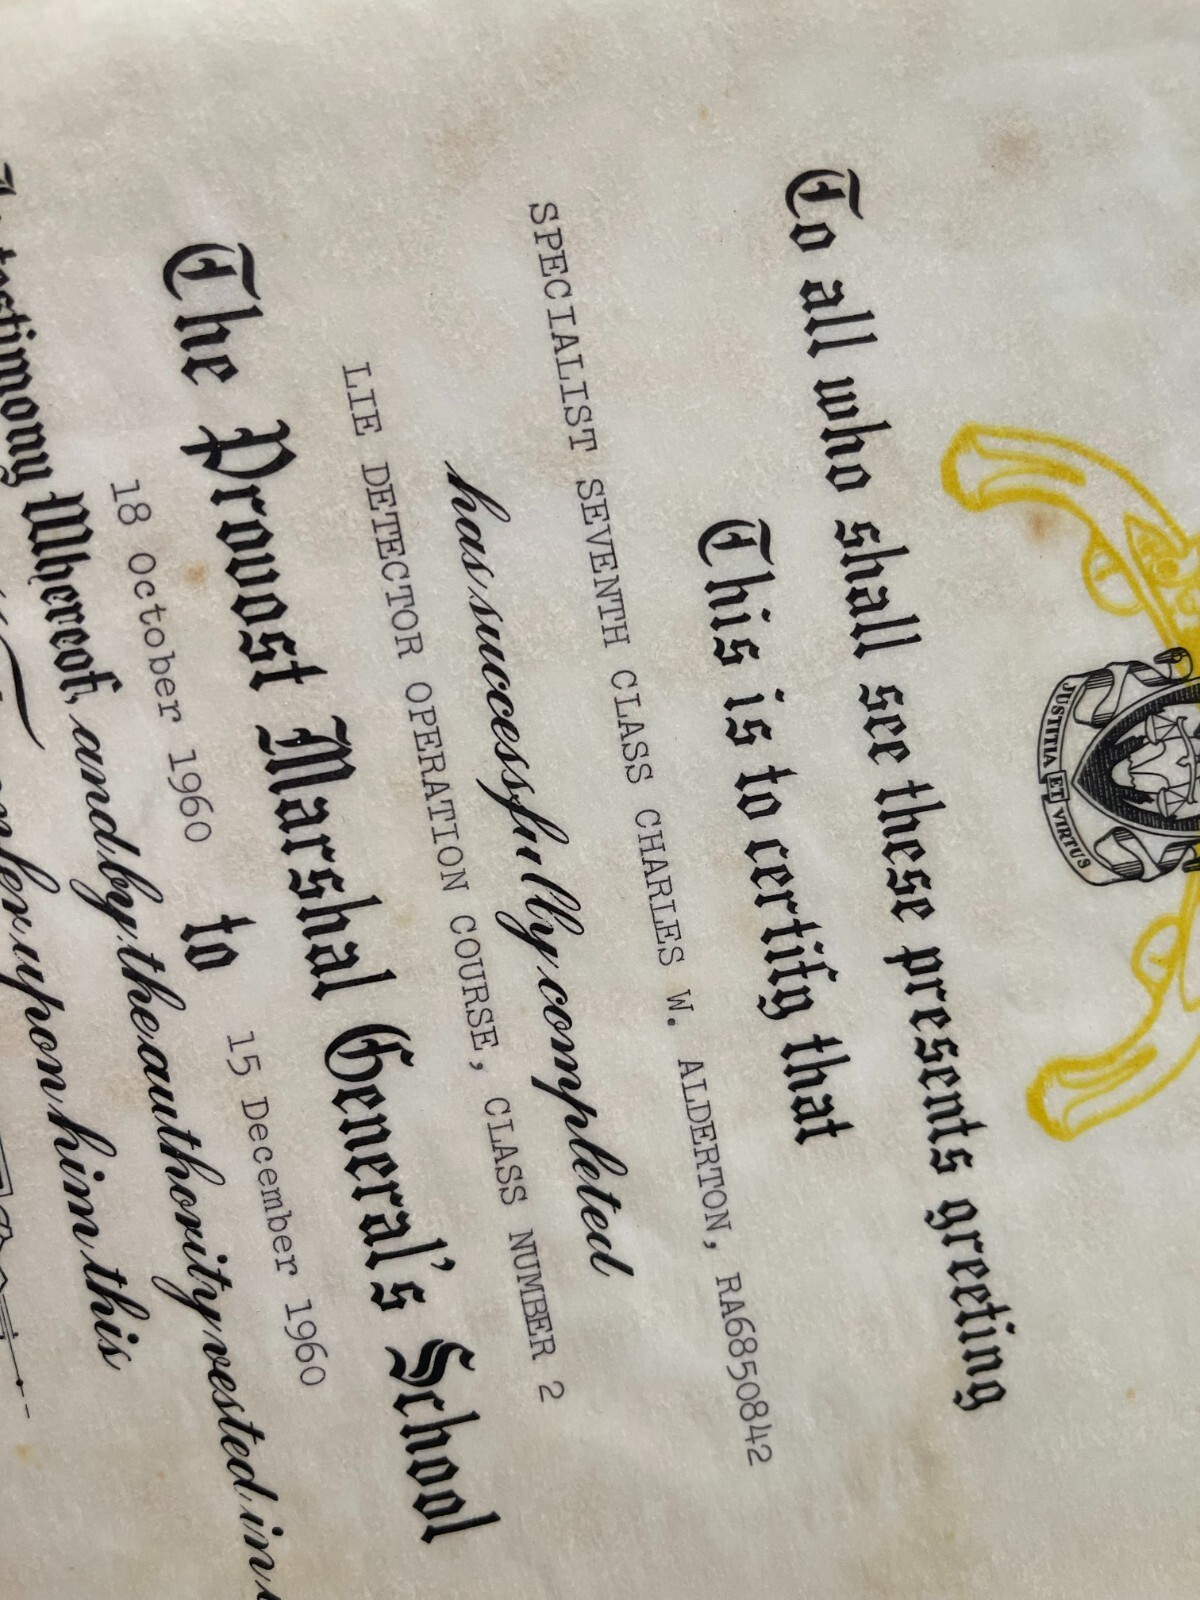 JUSTITIA ET VIRTUS
To all who shall see these presents greeting
This is to certify that
SPECIALIST SEVENTH CLASS CHARLES W. ALDERTON, RA6850842
has successfully completed
LIE DETECTOR OPERATION COURSE, CLASS NUMBER 2
The Provost Marshal General's School
18 October 1960 to 15 December 1960
testimony Whereof, and by the authority vested in
upon him this